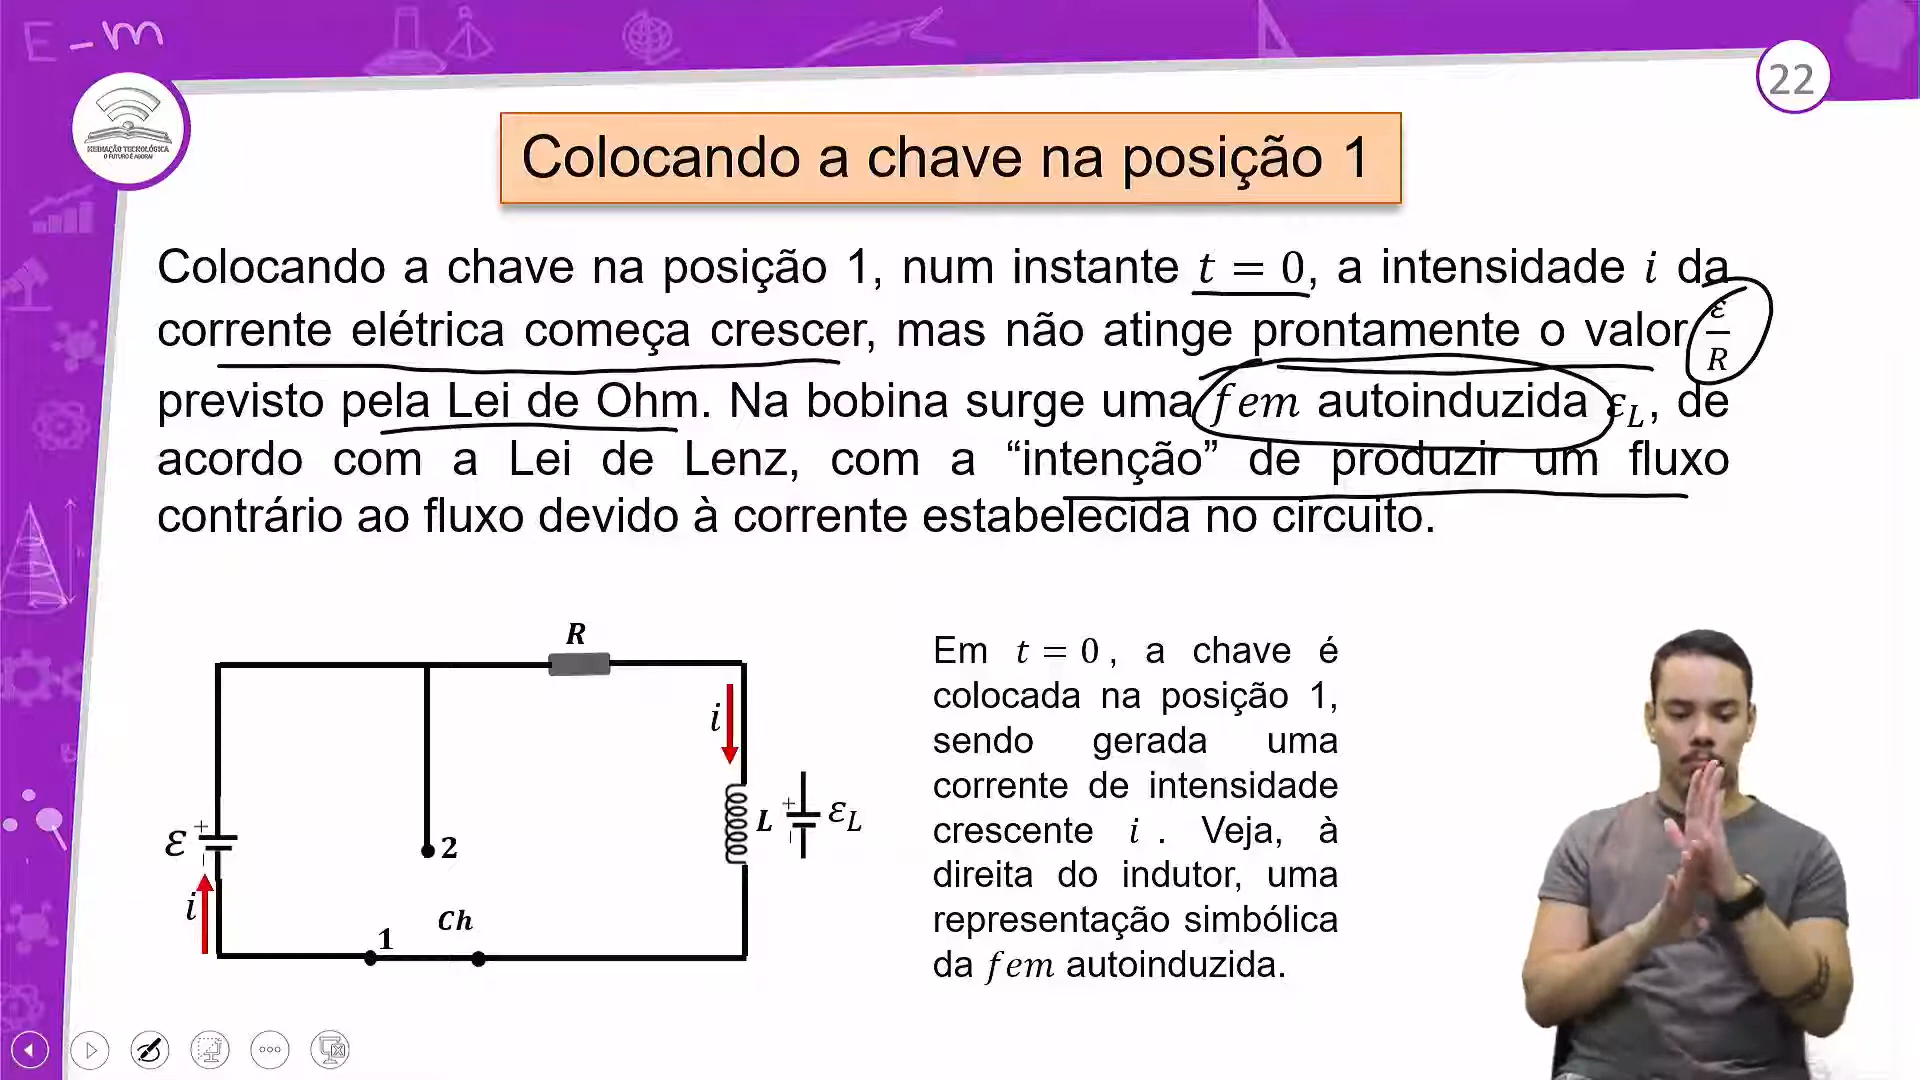 E-m
MEDIAÇÃO TECNOLÓGICA
O FUTURO É AGORA!
22
Colocando a chave na posição 1
Colocando a chave na posição 1, num instante t = 0, a intensidade i da
corrente elétrica começa crescer, mas não atinge prontamente o valor ε/R
previsto pela Lei de Ohm. Na bobina surge uma fem autoinduzida ε_L, de
acordo com a Lei de Lenz, com a “intenção” de produzir um fluxo
contrário ao fluxo devido à corrente estabelecida no circuito.
R
i
ε
+
2
L
+
ε_L
i
1
Ch
Em t = 0 , a chave é
colocada na posição 1,
sendo gerada uma
corrente de intensidade
crescente i . Veja, à
direita do indutor, uma
representação simbólica
da fem autoinduzida.